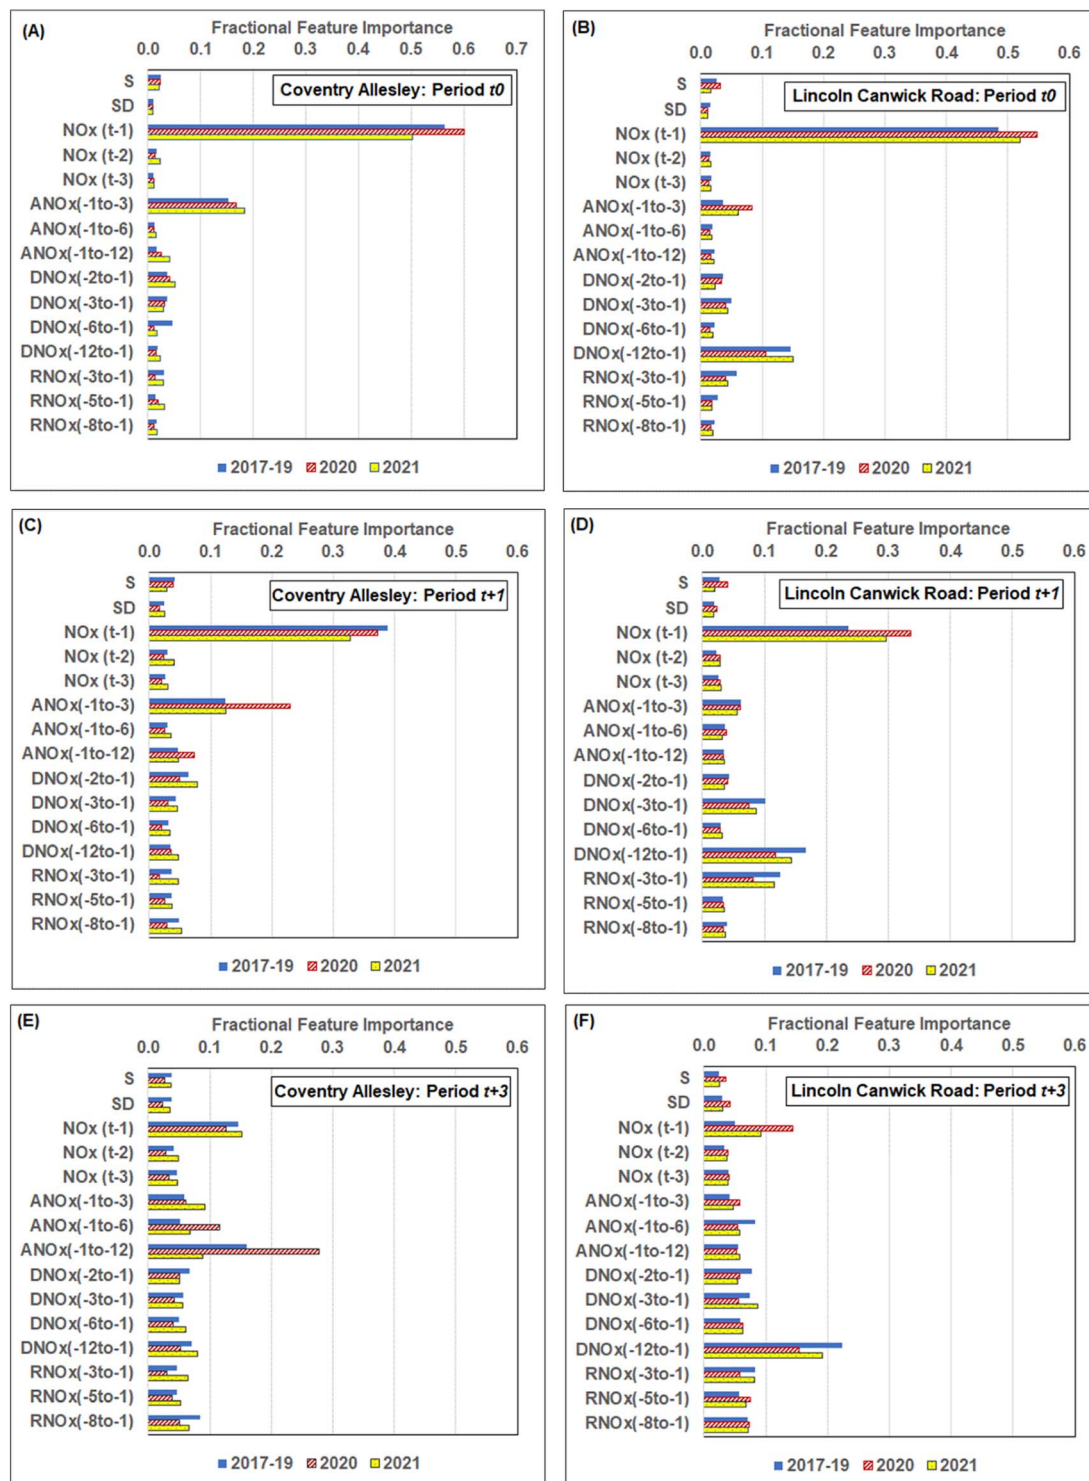 (A)
Fractional Feature Importance
0.0 0.1 0.2 0.3 0.4 0.5 0.6 0.7
Coventry Allesley: Period t0
S
SD
NOx (t-1)
NOx (t-2)
NOx (t-3)
ANOx(-1to-3)
ANOx(-1to-6)
ANOx(-1to-12)
DNOx(-2to-1)
DNOx(-3to-1)
DNOx(-6to-1)
DNOx(-12to-1)
RNOx(-3to-1)
RNOx(-5to-1)
RNOx(-8to-1)
2017-19 2020 2021
(B)
Fractional Feature Importance
0.0 0.1 0.2 0.3 0.4 0.5 0.6
Lincoln Canwick Road: Period t0
S
SD
NOx (t-1)
NOx (t-2)
NOx (t-3)
ANOx(-1to-3)
ANOx(-1to-6)
ANOx(-1to-12)
DNOx(-2to-1)
DNOx(-3to-1)
DNOx(-6to-1)
DNOx(-12to-1)
RNOx(-3to-1)
RNOx(-5to-1)
RNOx(-8to-1)
2017-19 2020 2021
(C)
Fractional Feature Importance
0.0 0.1 0.2 0.3 0.4 0.5 0.6
Coventry Allesley: Period t+1
S
SD
NOx (t-1)
NOx (t-2)
NOx (t-3)
ANOx(-1to-3)
ANOx(-1to-6)
ANOx(-1to-12)
DNOx(-2to-1)
DNOx(-3to-1)
DNOx(-6to-1)
DNOx(-12to-1)
RNOx(-3to-1)
RNOx(-5to-1)
RNOx(-8to-1)
2017-19 2020 2021
(D)
Fractional Feature Importance
0.0 0.1 0.2 0.3 0.4 0.5 0.6
Lincoln Canwick Road: Period t+1
S
SD
NOx (t-1)
NOx (t-2)
NOx (t-3)
ANOx(-1to-3)
ANOx(-1to-6)
ANOx(-1to-12)
DNOx(-2to-1)
DNOx(-3to-1)
DNOx(-6to-1)
DNOx(-12to-1)
RNOx(-3to-1)
RNOx(-5to-1)
RNOx(-8to-1)
2017-19 2020 2021
(E)
Fractional Feature Importance
0.0 0.1 0.2 0.3 0.4 0.5 0.6
Coventry Allesley: Period t+3
S
SD
NOx (t-1)
NOx (t-2)
NOx (t-3)
ANOx(-1to-3)
ANOx(-1to-6)
ANOx(-1to-12)
DNOx(-2to-1)
DNOx(-3to-1)
DNOx(-6to-1)
DNOx(-12to-1)
RNOx(-3to-1)
RNOx(-5to-1)
RNOx(-8to-1)
2017-19 2020 2021
(F)
Fractional Feature Importance
0.0 0.1 0.2 0.3 0.4 0.5 0.6
Lincoln Canwick Road: Period t+3
S
SD
NOx (t-1)
NOx (t-2)
NOx (t-3)
ANOx(-1to-3)
ANOx(-1to-6)
ANOx(-1to-12)
DNOx(-2to-1)
DNOx(-3to-1)
DNOx(-6to-1)
DNOx(-12to-1)
RNOx(-3to-1)
RNOx(-5to-1)
RNOx(-8to-1)
2017-19 2020 2021